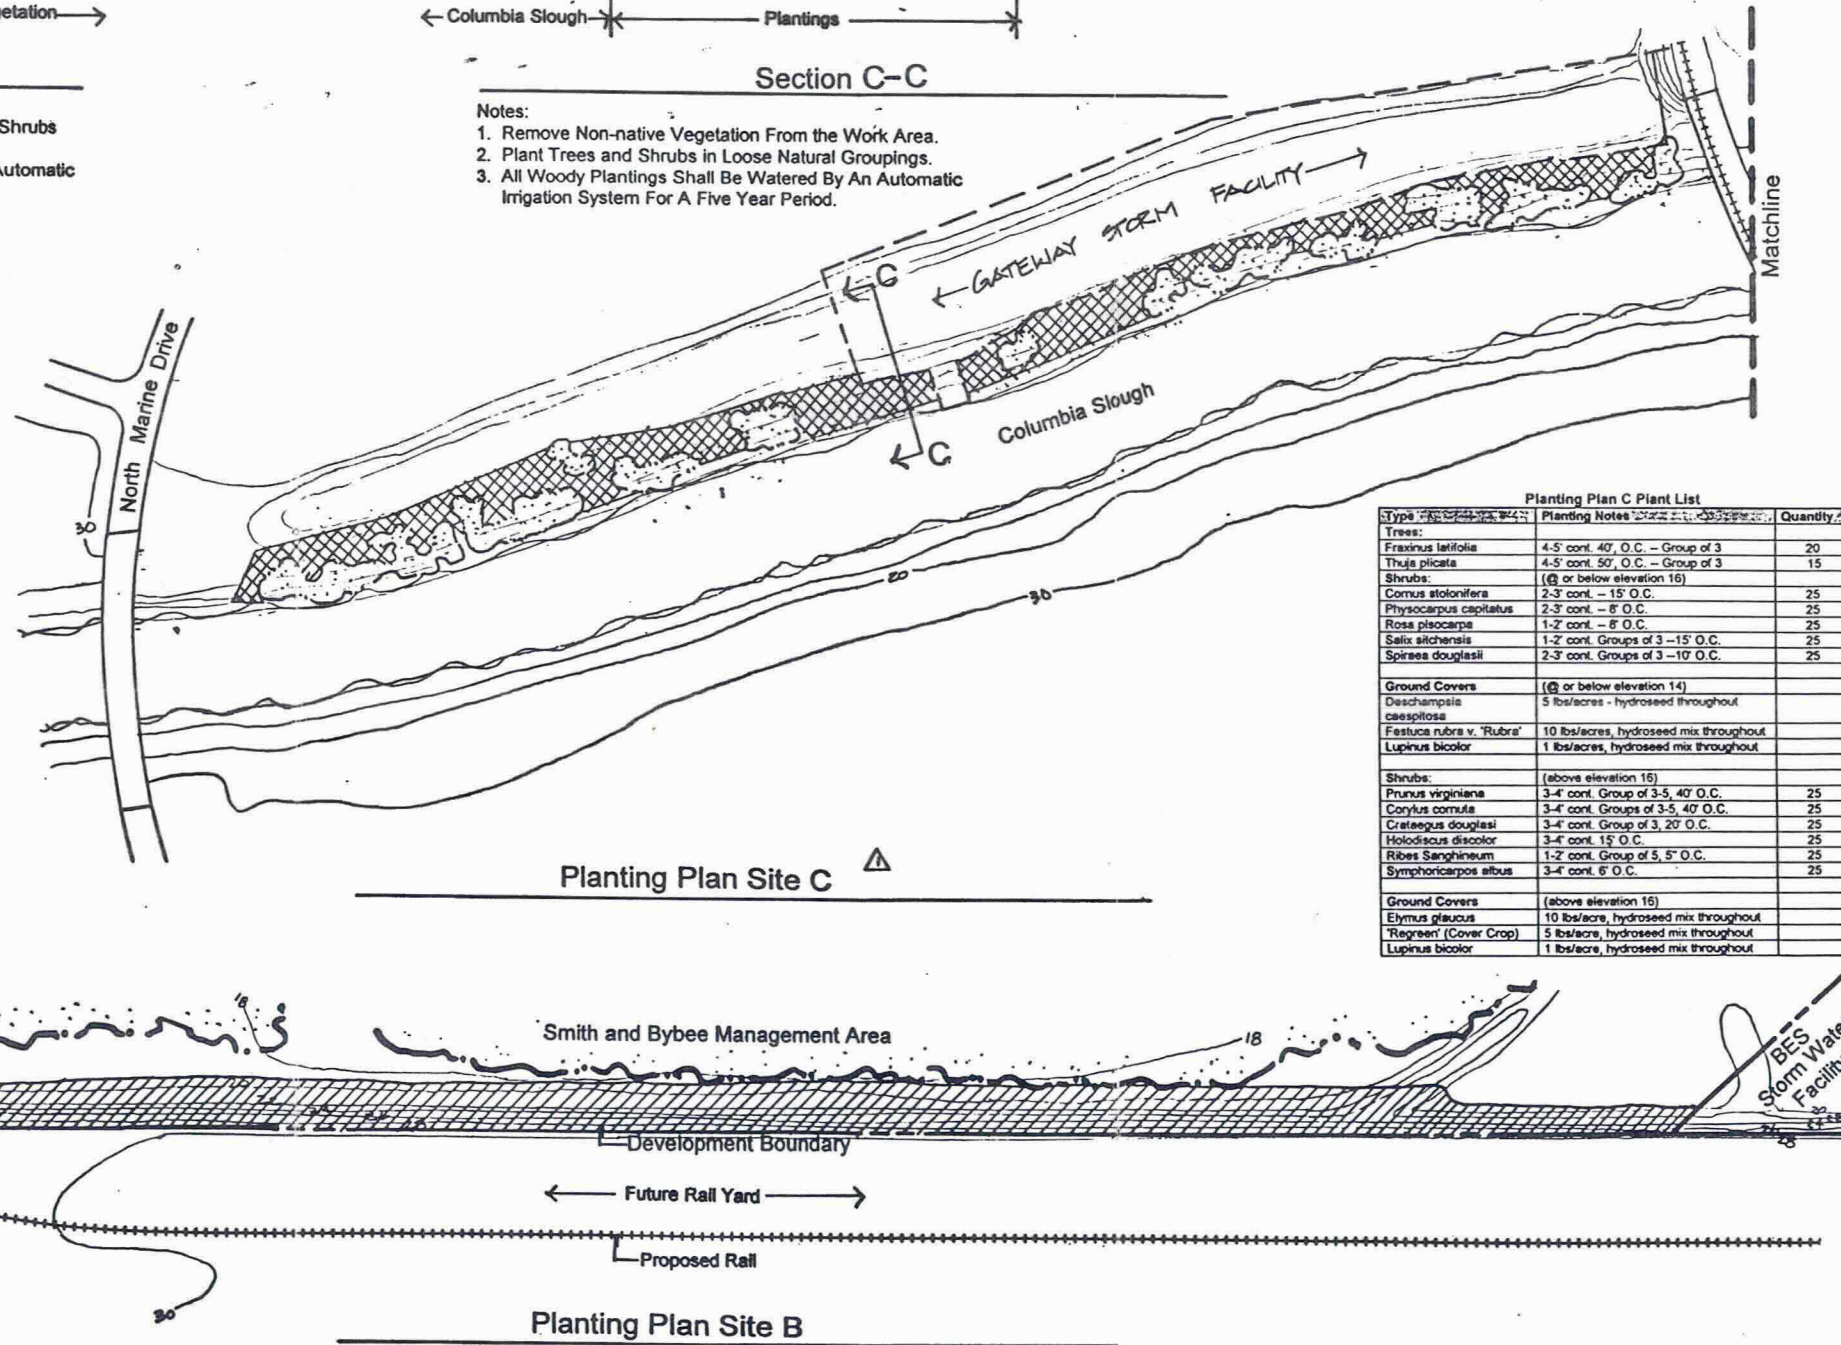 etation
Columbia Slough
Plantings
Section C-C
Shrubs
Automatic
Notes:
1. Remove Non-native Vegetation From the Work Area.
2. Plant Trees and Shrubs in Loose Natural Groupings.
3. All Woody Plantings Shall Be Watered By An Automatic
Irrigation System For A Five Year Period.
GATEWAY STORM FACILITY
C
C
Matchline
North Marine Drive
Columbia Slough
30
20
30
Planting Plan C Plant List
Type Planting Notes Quantity
Trees:
Fraxinus latifolia 4-5' cont. 40', O.C. – Group of 3 20
Thuja plicata 4-5' cont. 50', O.C. – Group of 3 15
Shrubs: (@ or below elevation 16)
Cornus stolonifera 2-3' cont. – 15' O.C. 25
Physocarpus capitatus 2-3' cont. – 8' O.C. 25
Rosa pisocarpa 1-2' cont. – 8' O.C. 25
Salix sitchensis 1-2' cont. Groups of 3 –15' O.C. 25
Spiraea douglasii 2-3' cont. Groups of 3 –10' O.C. 25
Ground Covers (@ or below elevation 14)
Deschampsia 5 lbs/acres - hydroseed throughout
caespitosa
Festuca rubra v. 'Rubra' 10 lbs/acres, hydroseed mix throughout
Lupinus bicolor 1 lbs/acres, hydroseed mix throughout
Shrubs: (above elevation 16)
Prunus virginiana 3-4' cont. Group of 3-5, 40' O.C. 25
Corylus cornuta 3-4' cont. Groups of 3-5, 40' O.C. 25
Crataegus douglasi 3-4' cont. Group of 3, 20' O.C. 25
Holodiscus discolor 3-4' cont. 15' O.C. 25
Ribes Sanghineum 1-2' cont. Group of 5, 5" O.C. 25
Symphoricarpos albus 3-4' cont. 6' O.C. 25
Ground Covers (above elevation 16)
Elymus glaucus 10 lbs/acre, hydroseed mix throughout
'Regreen' (Cover Crop) 5 lbs/acre, hydroseed mix throughout
Lupinus bicolor 1 lbs/acre, hydroseed mix throughout
Planting Plan Site C
18
Smith and Bybee Management Area
18
BES
Storm Wate
Facilit
28
Development Boundary
Future Rail Yard
Proposed Rail
30
Planting Plan Site B